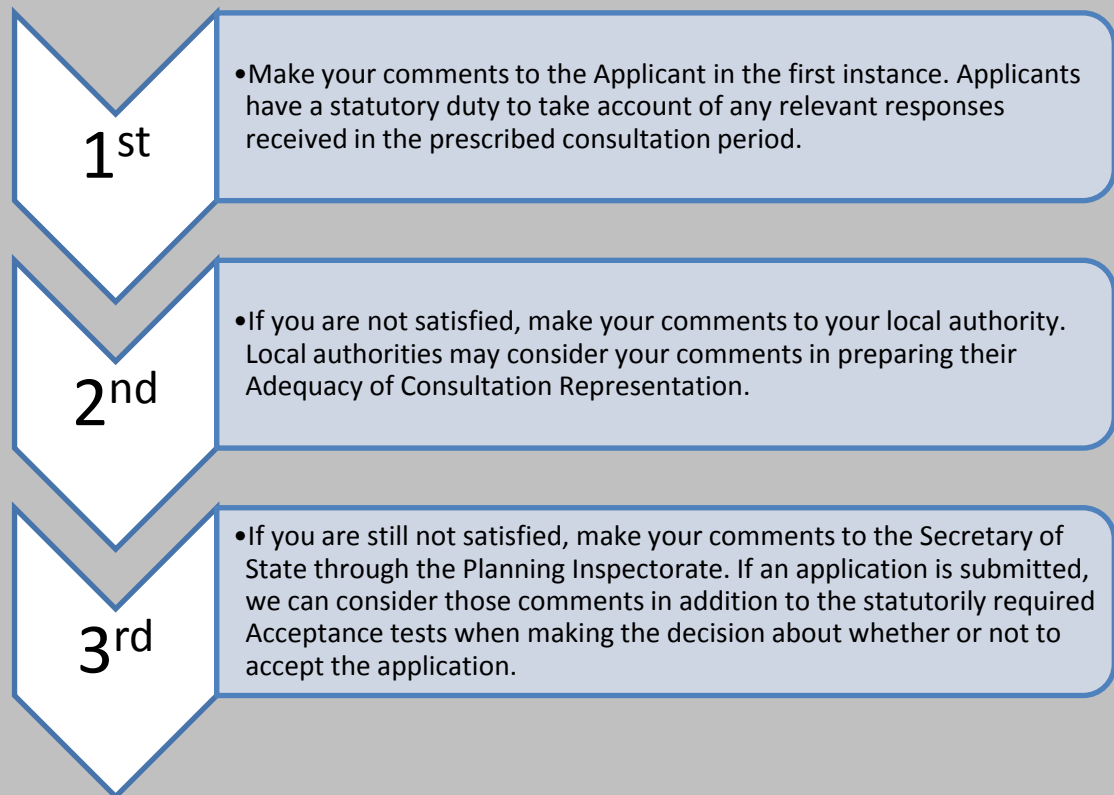 1st
•Make your comments to the Applicant in the first instance. Applicants
have a statutory duty to take account of any relevant responses
received in the prescribed consultation period.
2nd
•If you are not satisfied, make your comments to your local authority.
Local authorities may consider your comments in preparing their
Adequacy of Consultation Representation.
3rd
•If you are still not satisfied, make your comments to the Secretary of
State through the Planning Inspectorate. If an application is submitted,
we can consider those comments in addition to the statutorily required
Acceptance tests when making the decision about whether or not to
accept the application.